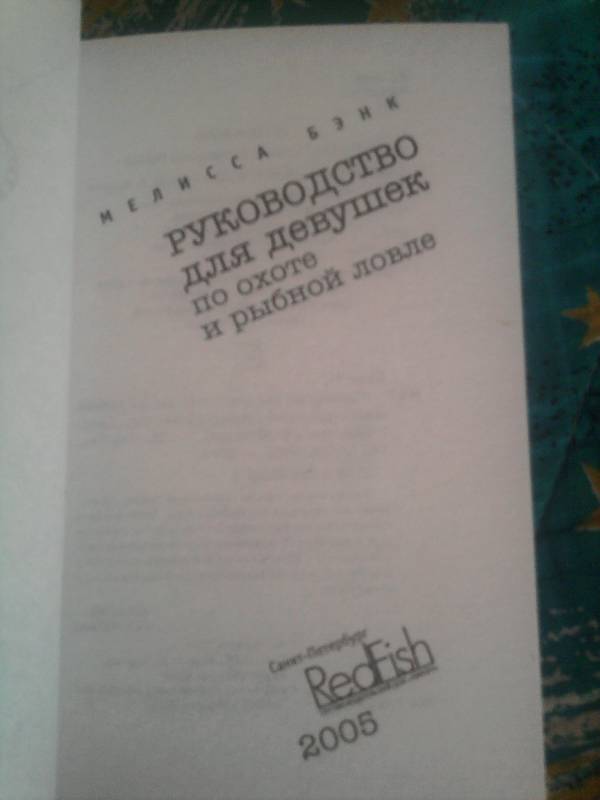 МЕЛИССА БЭНК
РУКОВОДСТВО
ДЛЯ ДЕВУШЕК
ПО ОХОТЕ
И РЫБНОЙ ЛОВЛЕ
Санкт-Петербург
RedFish
2005